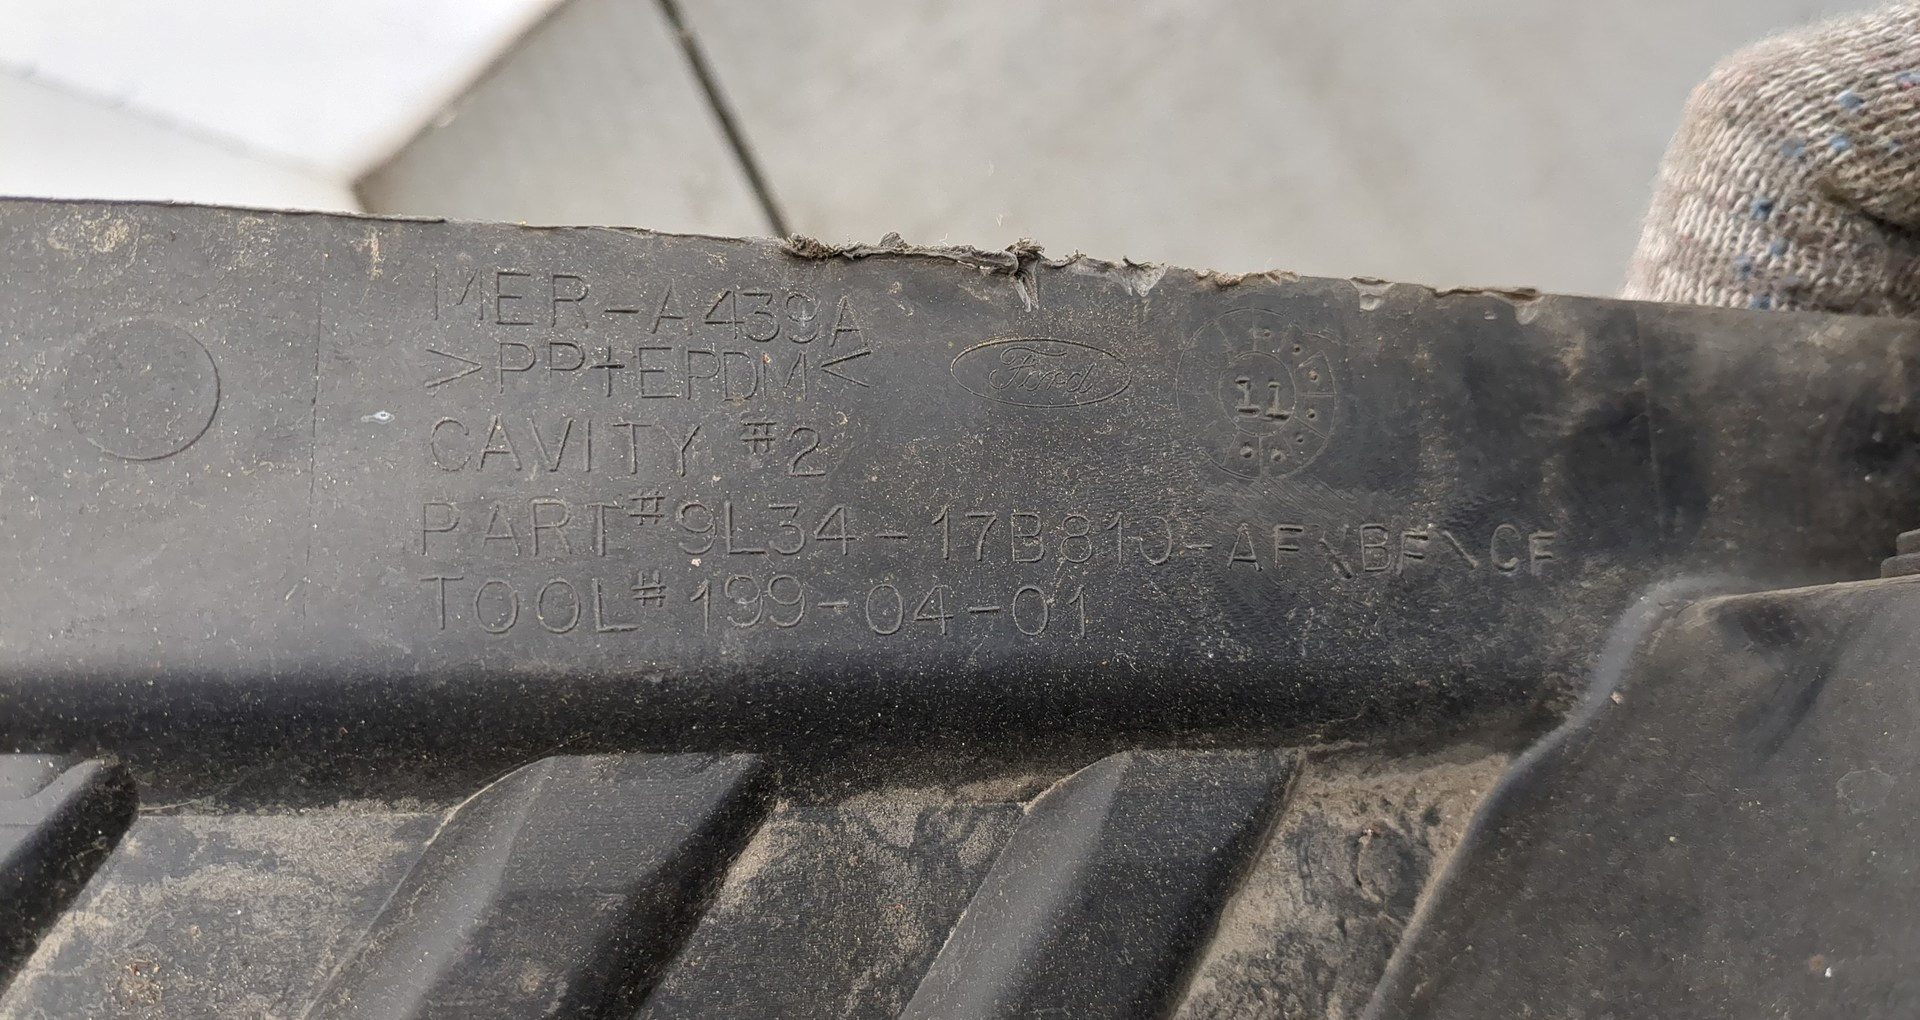 MER-A439A
>PP+EPDM<
CAVITY #2
Ford
11
PART#9L34-17B810-AF\BF\CF
TOOL#199-04-01